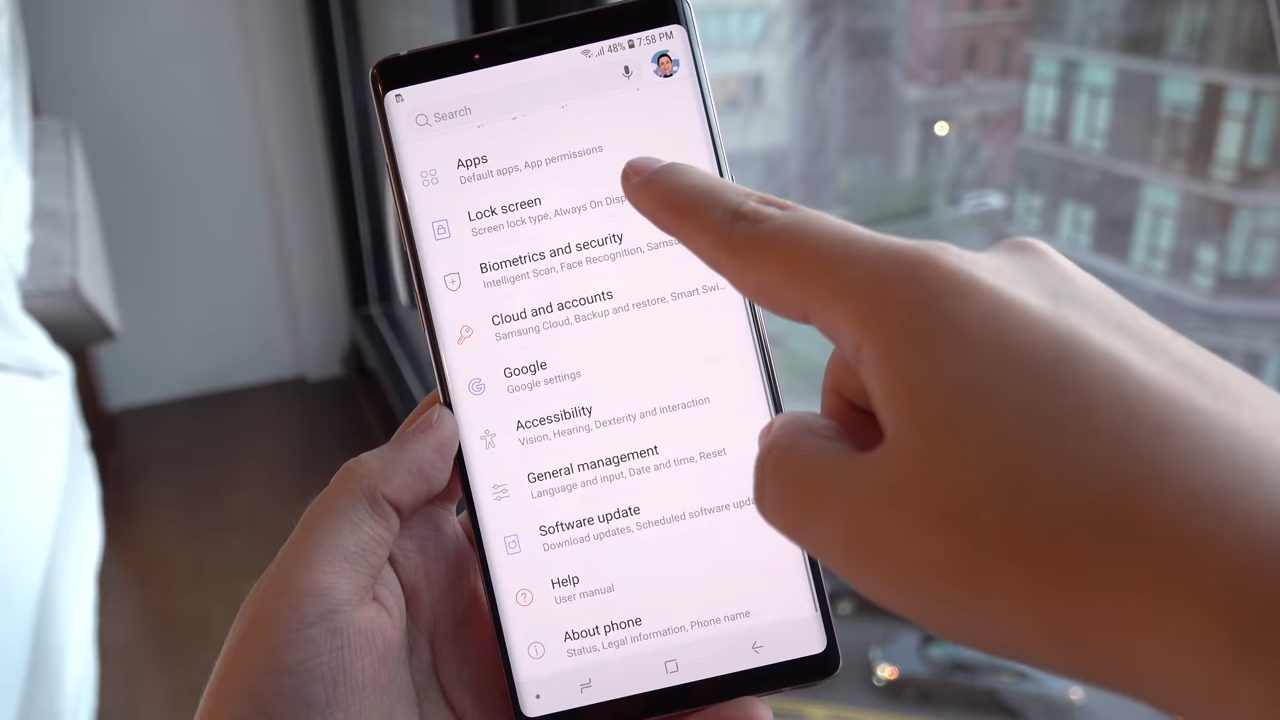 48% 7:58 PM
Search
Apps
Default apps, App permissions
Lock screen
Screen lock type, Always On Disp
Biometrics and security
Intelligent Scan, Face Recognition, Samsu
Cloud and accounts
Samsung Cloud, Backup and restore, Smart Swi...
Google
Google settings
Accessibility
Vision, Hearing, Dexterity and interaction
General management
Language and input, Date and time, Reset
Software update
Download updates, Scheduled software upda
Help
User manual
About phone
Status, Legal information, Phone name